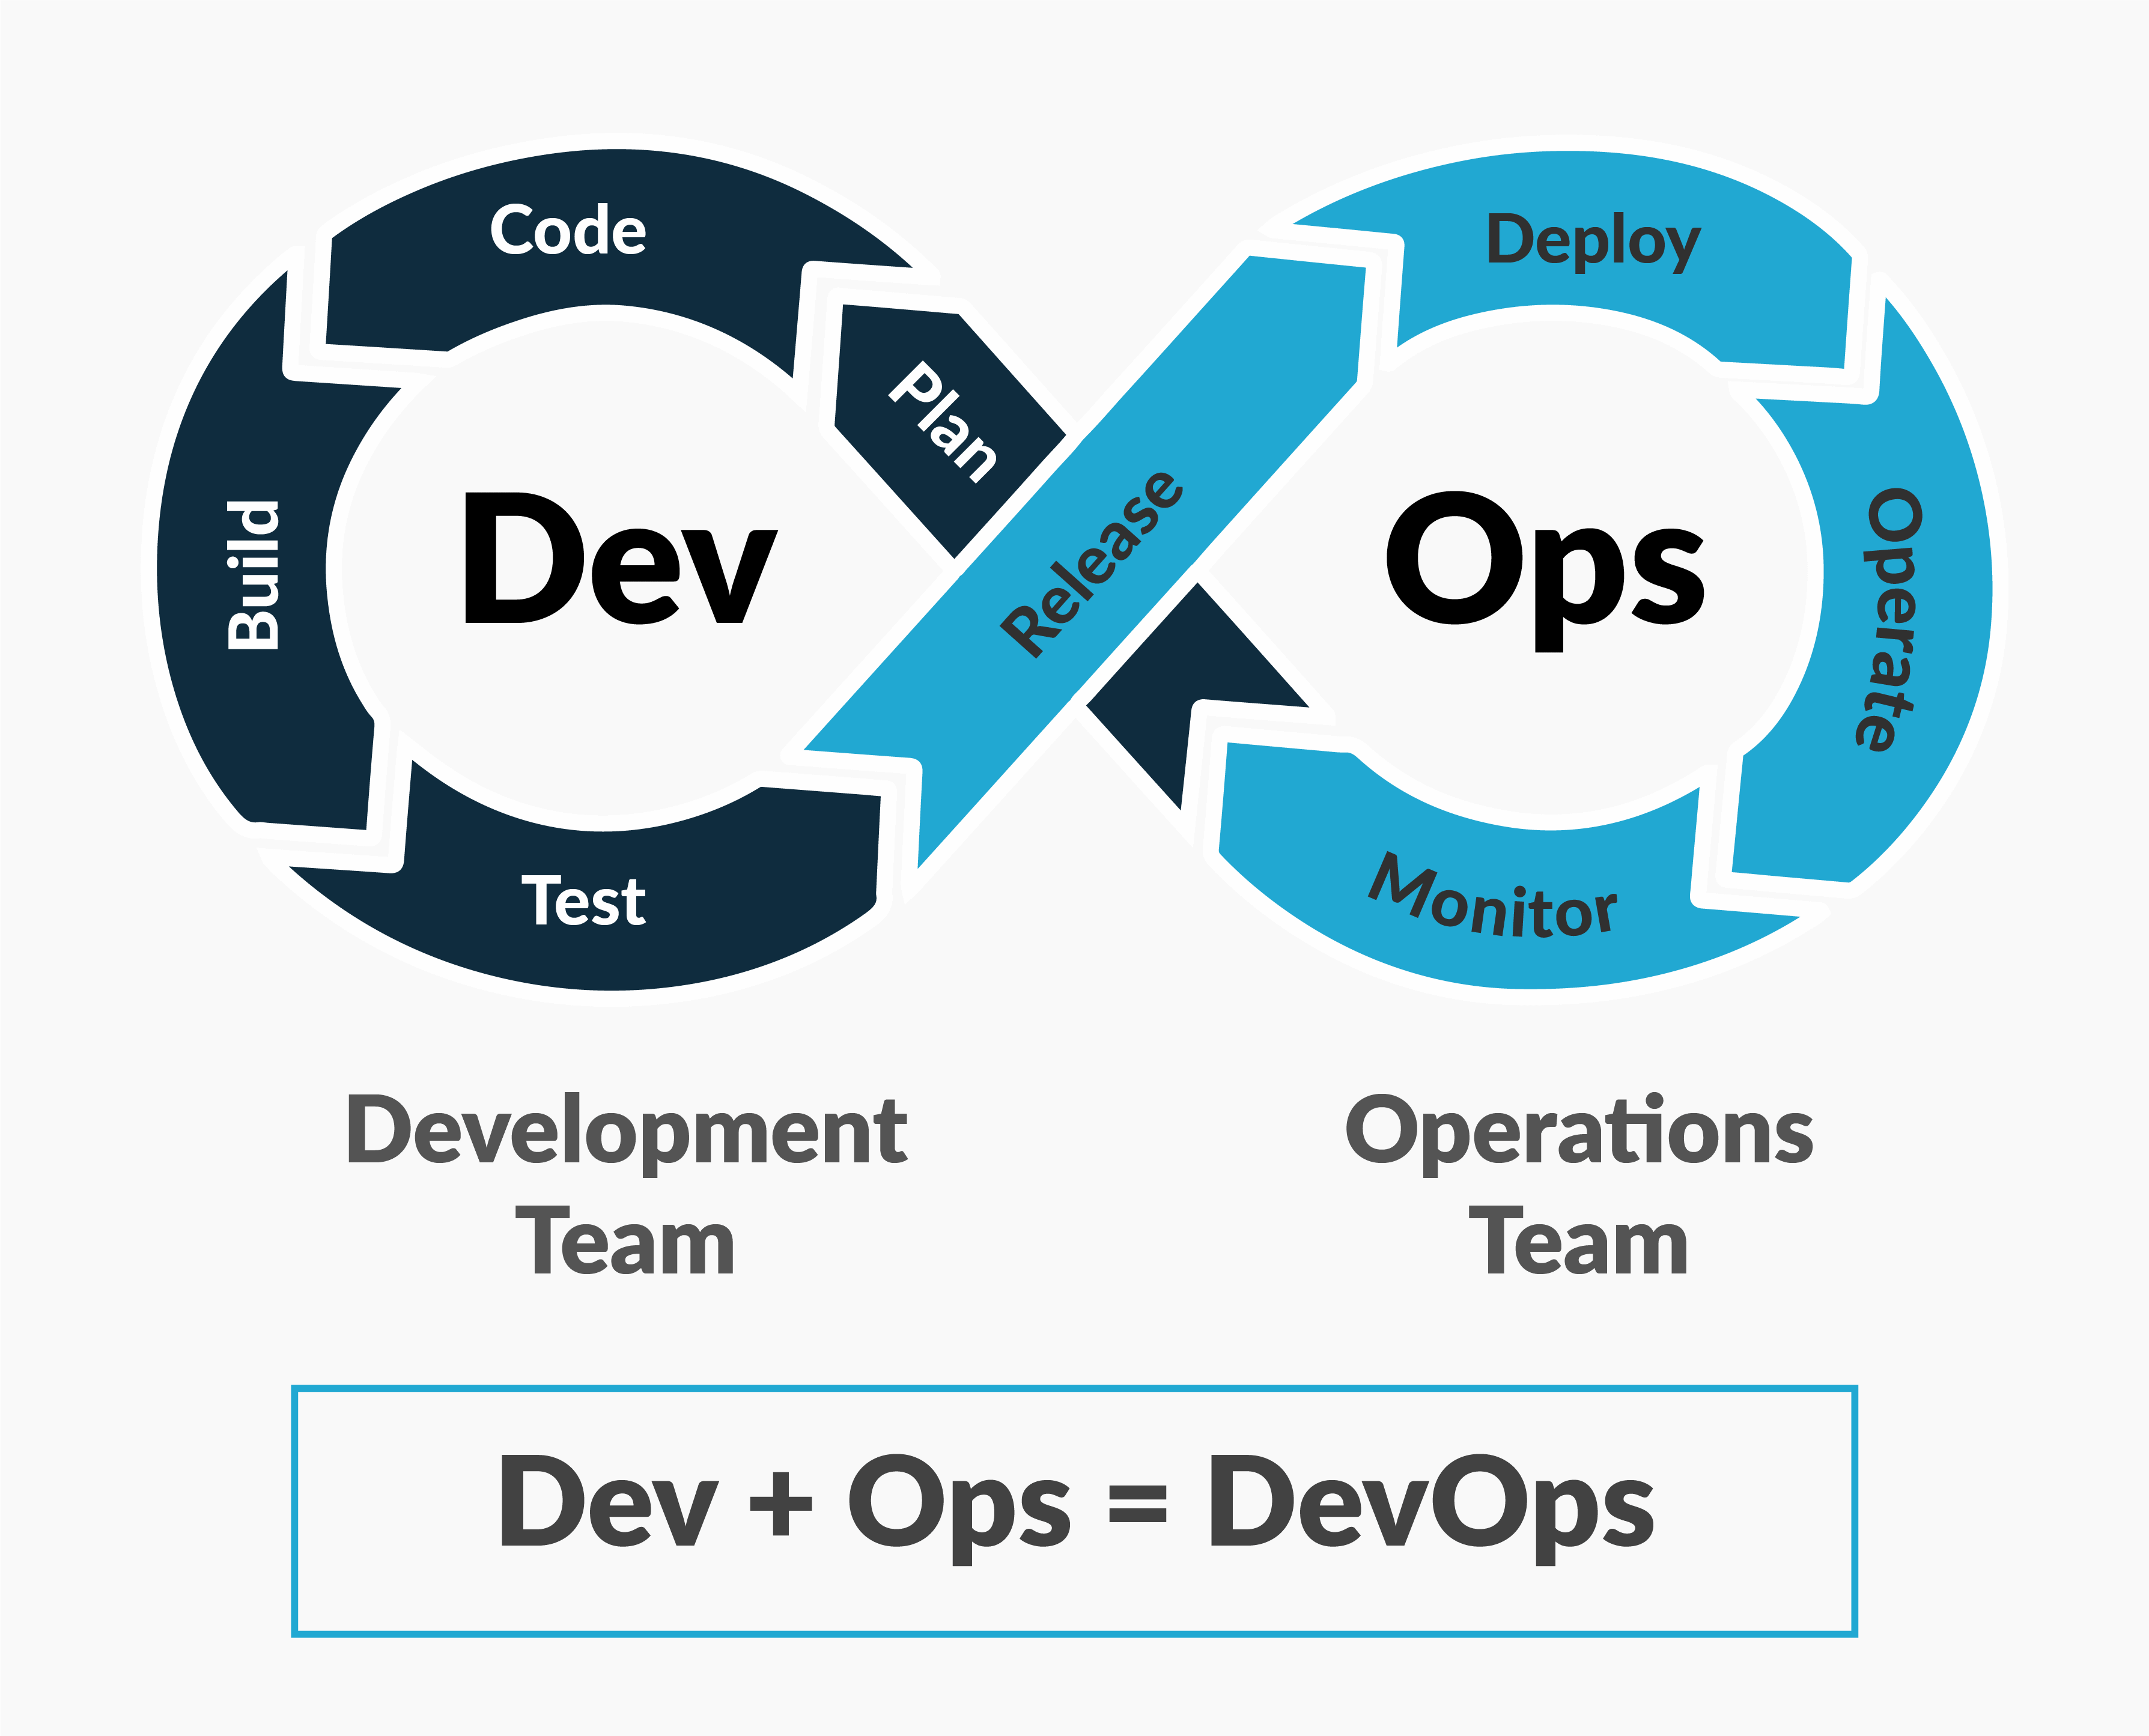 Code
Deploy
Plan
Build
Dev
Release
Ops
Operate
Test
Monitor
Development
Team
Operations
Team
Dev + Ops = DevOps